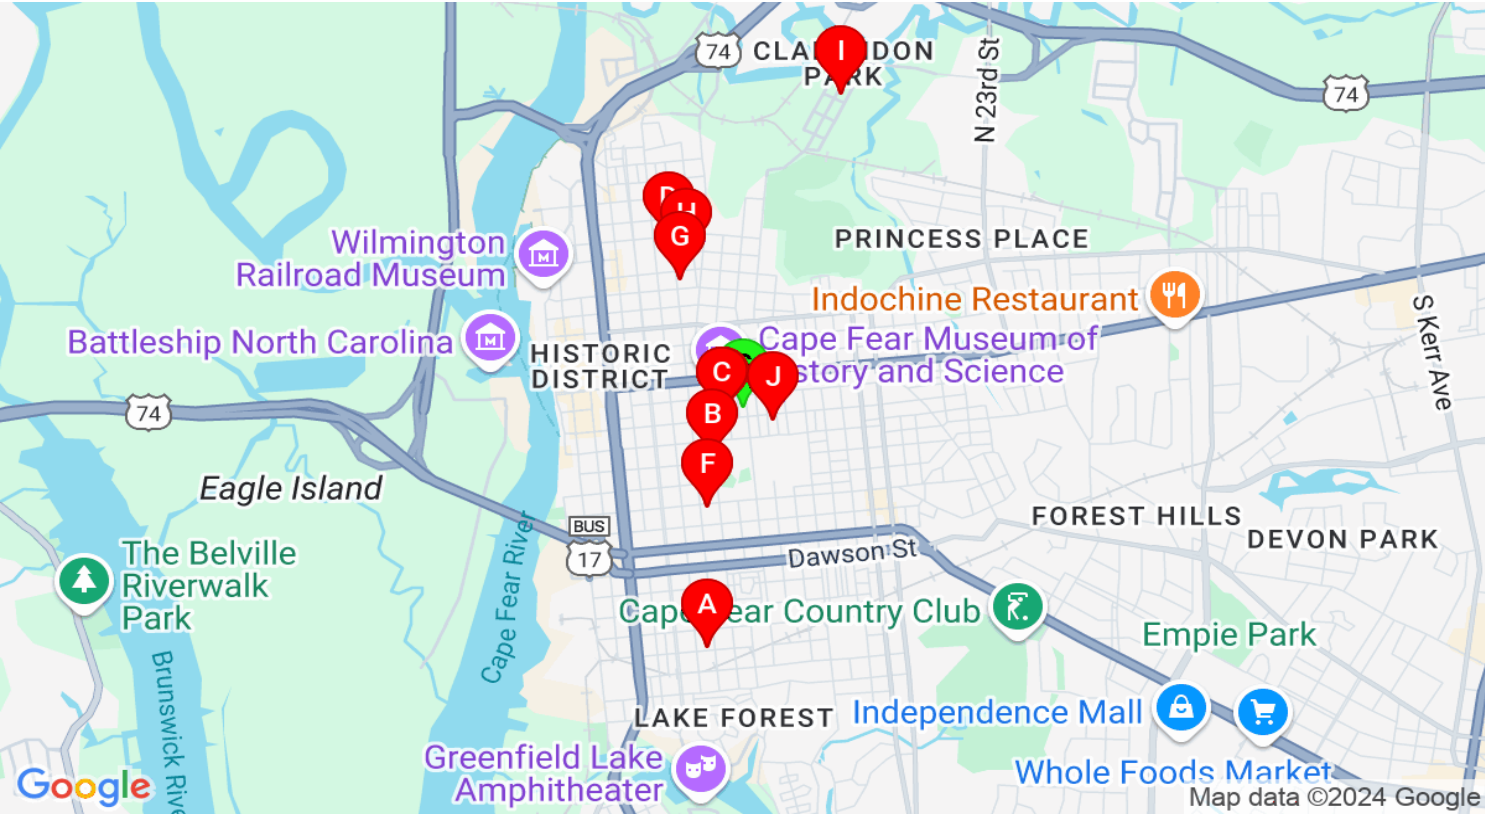 74
CLA
DON
PARK
I
N 23rd St
74
D
H
G
Wilmington
Railroad Museum
PRINCESS PLACE
Indochine Restaurant
S Kerr Ave
Battleship North Carolina
HISTORIC
DISTRICT
Cape Fear Museum of
story and Science
C
J
B
74
F
Eagle Island
BUS
17
Cape Fear River
Dawson St
FOREST HILLS
DEVON PARK
The Belville
Riverwalk
Park
A
Cape
ear Country Club
Empie Park
Brunswick Rive
LAKE FOREST
Independence Mall
Greenfield Lake
Amphitheater
Whole Foods Market
Google
Map data ©2024 Google